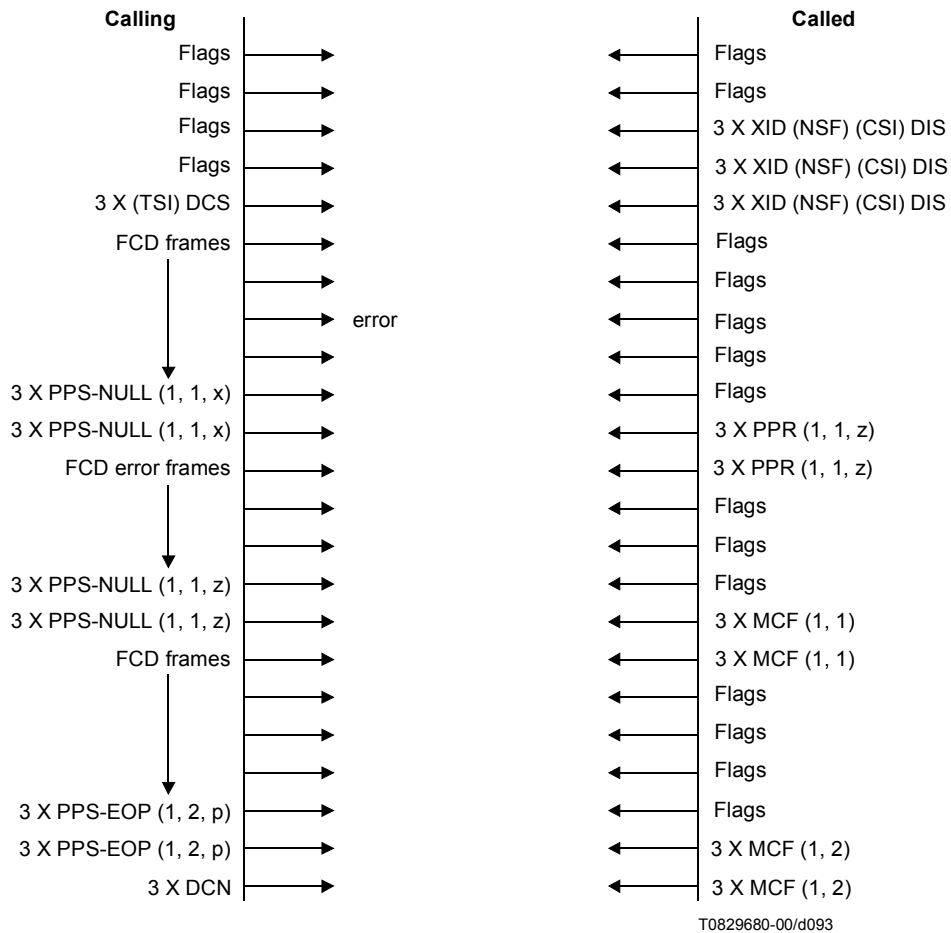 Calling Called
Flags Flags
Flags Flags
Flags 3 X XID (NSF) (CSI) DIS
Flags 3 X XID (NSF) (CSI) DIS
3 X (TSI) DCS 3 X XID (NSF) (CSI) DIS
FCD frames Flags
Flags
error Flags
Flags
3 X PPS-NULL (1, 1, x) Flags
3 X PPS-NULL (1, 1, x) 3 X PPR (1, 1, z)
FCD error frames 3 X PPR (1, 1, z)
Flags
Flags
3 X PPS-NULL (1, 1, z) Flags
3 X PPS-NULL (1, 1, z) 3 X MCF (1, 1)
FCD frames 3 X MCF (1, 1)
Flags
Flags
Flags
3 X PPS-EOP (1, 2, p) Flags
3 X PPS-EOP (1, 2, p) 3 X MCF (1, 2)
3 X DCN 3 X MCF (1, 2)
T0829680-00/d093